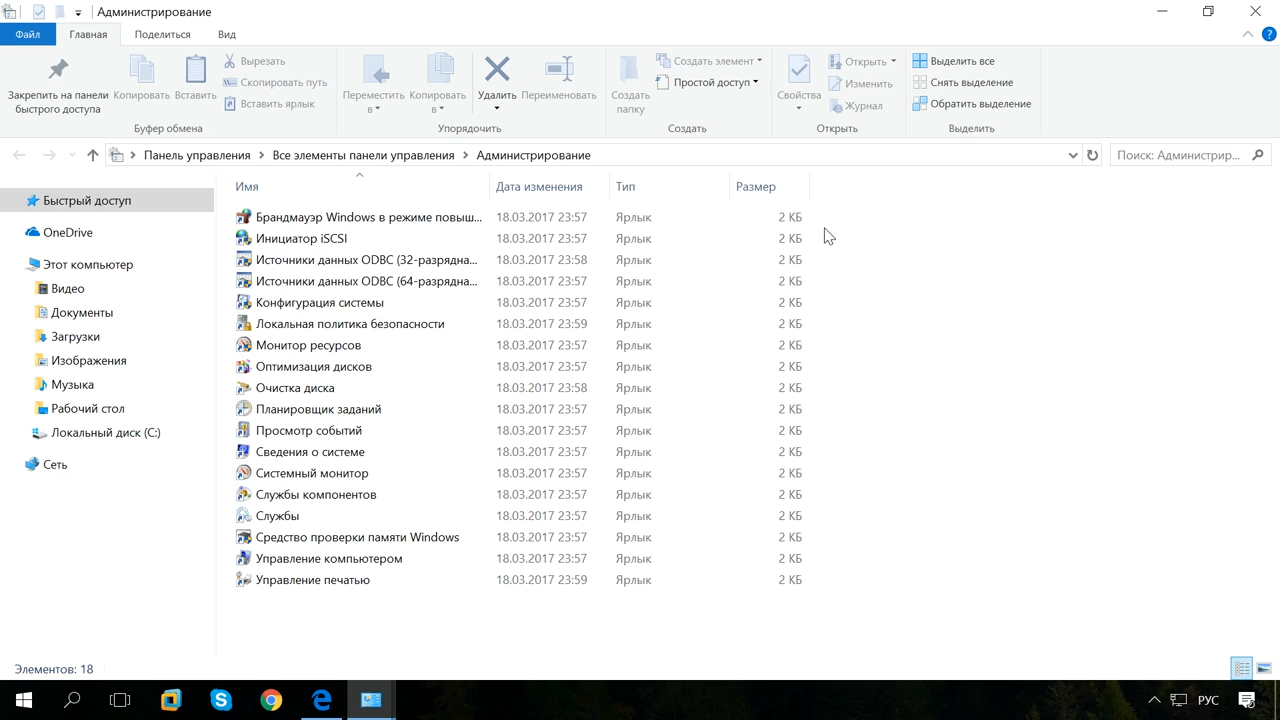 Администрирование
Файл
Главная
Поделиться
Вид
?
Закрепить на панели
быстрого доступа
Копировать
Вставить
Вырезать
Скопировать путь
Вставить ярлык
Буфер обмена
Переместить
в
Копировать
в
Удалить
Переименовать
Упорядочить
Создать
папку
Создать элемент
Простой доступ
Создать
Свойства
Открыть
Изменить
Журнал
Открыть
Выделить все
Снять выделение
Обратить выделение
Выделить
Панель управления
Все элементы панели управления
Администрирование
Поиск: Администрир...
Быстрый доступ
OneDrive
Этот компьютер
Видео
Документы
Загрузки
Изображения
Музыка
Рабочий стол
Локальный диск (C:)
Сеть
Имя Дата изменения Тип Размер
Брандмауэр Windows в режиме повыш... 18.03.2017 23:57 Ярлык 2 КБ
Инициатор iSCSI 18.03.2017 23:57 Ярлык 2 КБ
Источники данных ODBC (32-разрядна... 18.03.2017 23:58 Ярлык 2 КБ
Источники данных ODBC (64-разрядна... 18.03.2017 23:57 Ярлык 2 КБ
Конфигурация системы 18.03.2017 23:57 Ярлык 2 КБ
Локальная политика безопасности 18.03.2017 23:59 Ярлык 2 КБ
Монитор ресурсов 18.03.2017 23:57 Ярлык 2 КБ
Оптимизация дисков 18.03.2017 23:57 Ярлык 2 КБ
Очистка диска 18.03.2017 23:58 Ярлык 2 КБ
Планировщик заданий 18.03.2017 23:57 Ярлык 2 КБ
Просмотр событий 18.03.2017 23:57 Ярлык 2 КБ
Сведения о системе 18.03.2017 23:57 Ярлык 2 КБ
Системный монитор 18.03.2017 23:57 Ярлык 2 КБ
Службы компонентов 18.03.2017 23:57 Ярлык 2 КБ
Службы 18.03.2017 23:57 Ярлык 2 КБ
Средство проверки памяти Windows 18.03.2017 23:57 Ярлык 2 КБ
Управление компьютером 18.03.2017 23:57 Ярлык 2 КБ
Управление печатью 18.03.2017 23:59 Ярлык 2 КБ
Элементов: 18
РУС